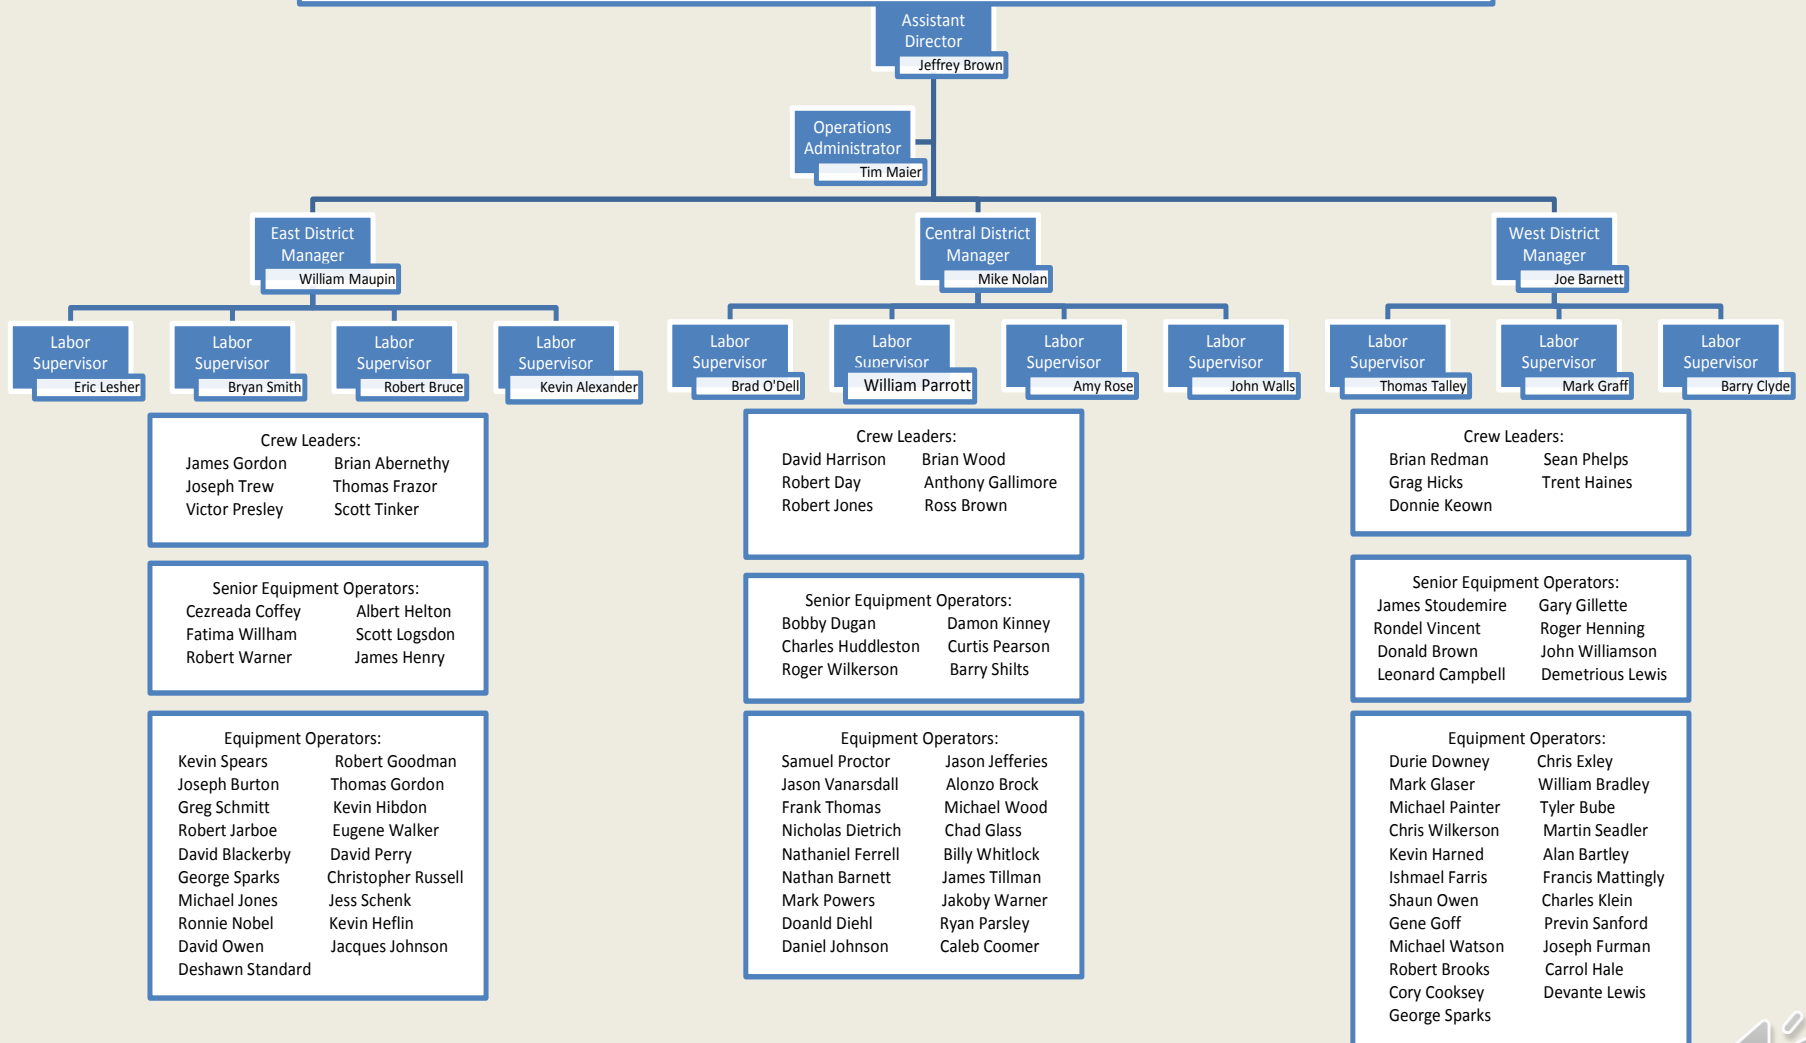 Assistant
Director
Jeffrey Brown
Operations
Administrator
Tim Maier
East District
Manager
William Maupin
Central District
Manager
Mike Nolan
West District
Manager
Joe Barnett
Labor
Supervisor
Eric Lesher
Labor
Supervisor
Bryan Smith
Labor
Supervisor
Robert Bruce
Labor
Supervisor
Kevin Alexander
Labor
Supervisor
Brad O'Dell
Labor
Supervisor
William Parrott
Labor
Supervisor
Amy Rose
Labor
Supervisor
John Walls
Labor
Supervisor
Thomas Talley
Labor
Supervisor
Mark Graff
Labor
Supervisor
Barry Clyde
Crew Leaders:
James Gordon Brian Abernethy
Joseph Trew Thomas Frazor
Victor Presley Scott Tinker
Senior Equipment Operators:
Cezreada Coffey Albert Helton
Fatima Willham Scott Logsdon
Robert Warner James Henry
Equipment Operators:
Kevin Spears Robert Goodman
Joseph Burton Thomas Gordon
Greg Schmitt Kevin Hibdon
Robert Jarboe Eugene Walker
David Blackerby David Perry
George Sparks Christopher Russell
Michael Jones Jess Schenk
Ronnie Nobel Kevin Heflin
David Owen Jacques Johnson
Deshawn Standard
Crew Leaders:
David Harrison Brian Wood
Robert Day Anthony Gallimore
Robert Jones Ross Brown
Senior Equipment Operators:
Bobby Dugan Damon Kinney
Charles Huddleston Curtis Pearson
Roger Wilkerson Barry Shilts
Equipment Operators:
Samuel Proctor Jason Jefferies
Jason Vanarsdall Alonzo Brock
Frank Thomas Michael Wood
Nicholas Dietrich Chad Glass
Nathaniel Ferrell Billy Whitlock
Nathan Barnett James Tillman
Mark Powers Jakoby Warner
Doanld Diehl Ryan Parsley
Daniel Johnson Caleb Coomer
Crew Leaders:
Brian Redman Sean Phelps
Grag Hicks Trent Haines
Donnie Keown
Senior Equipment Operators:
James Stoudemire Gary Gillette
Rondel Vincent Roger Henning
Donald Brown John Williamson
Leonard Campbell Demetrious Lewis
Equipment Operators:
Durie Downey Chris Exley
Mark Glaser William Bradley
Michael Painter Tyler Bube
Chris Wilkerson Martin Seadler
Kevin Harned Alan Bartley
Ishmael Farris Francis Mattingly
Shaun Owen Charles Klein
Gene Goff Previn Sanford
Michael Watson Joseph Furman
Robert Brooks Carrol Hale
Cory Cooksey Devante Lewis
George Sparks